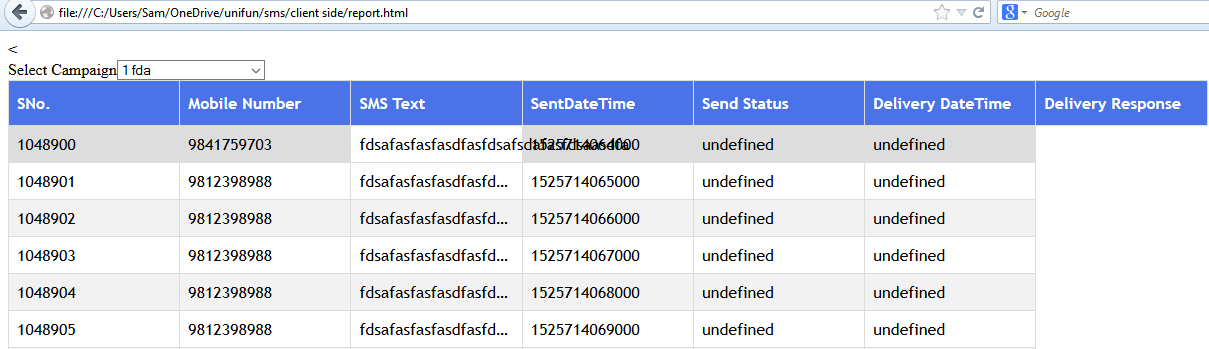 file:///C:/Users/Sam/OneDrive/unifun/sms/client side/report.html
Google
<
Select Campaign 1 fda
SNo. Mobile Number SMS Text SentDateTime Send Status Delivery DateTime Delivery Response
1048900 9841759703 1525714064000 undefined undefined
1048901 9812398988 fdsafasfasfasdfasfd... 1525714065000 undefined undefined
1048902 9812398988 fdsafasfasfasdfasfd... 1525714066000 undefined undefined
1048903 9812398988 fdsafasfasfasdfasfd... 1525714067000 undefined undefined
1048904 9812398988 fdsafasfasfasdfasfd... 1525714068000 undefined undefined
1048905 9812398988 fdsafasfasfasdfasfd... 1525714069000 undefined undefined